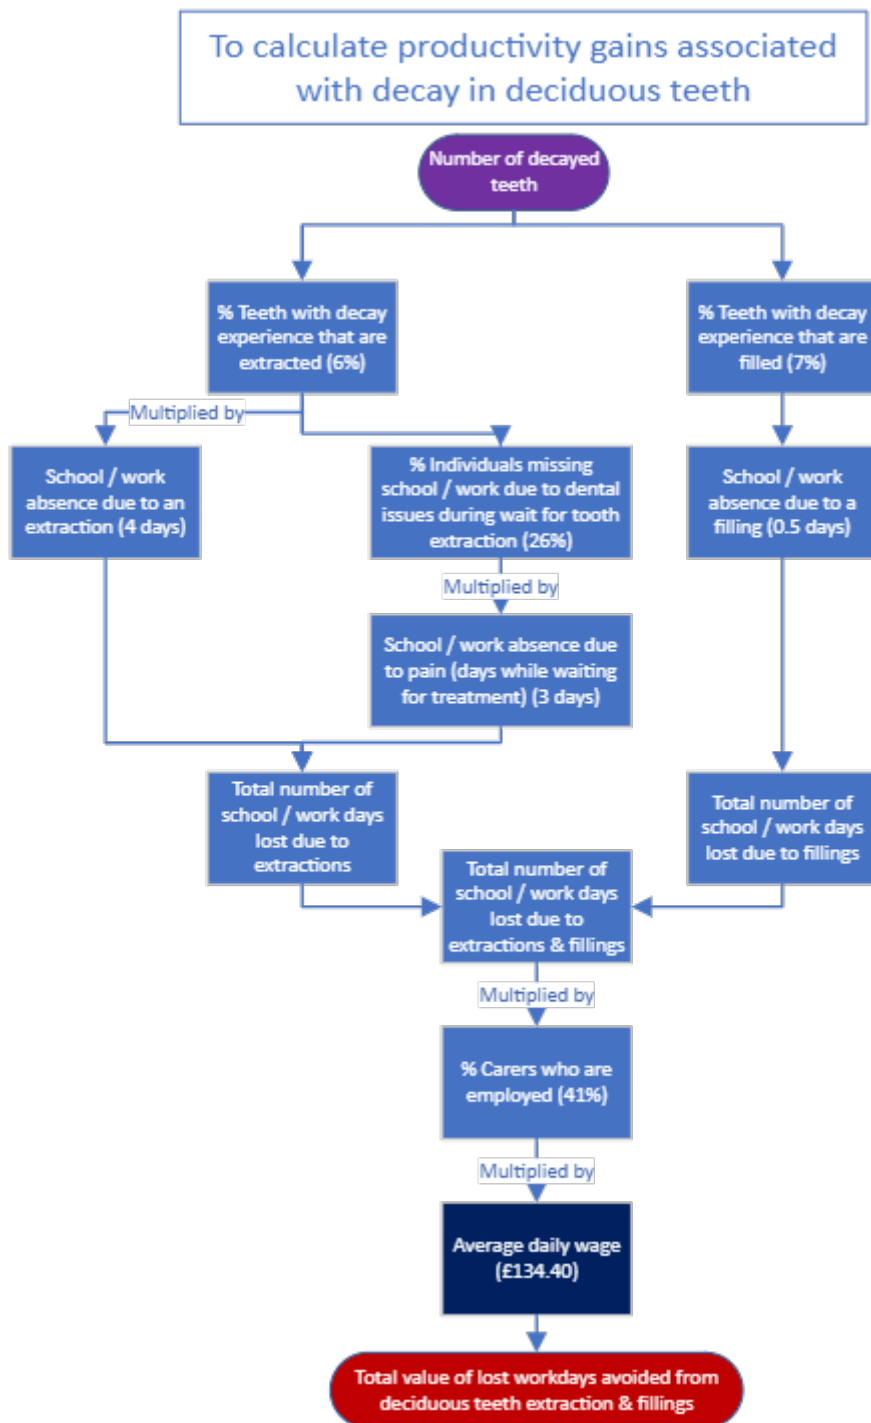 To calculate productivity gains associated
with decay in deciduous teeth
Number of decayed
teeth
% Teeth with decay
experience that are
extracted (6%)
% Teeth with decay
experience that are
filled (7%)
Multiplied by
School / work
absence due to an
extraction (4 days)
% Individuals missing
school / work due to dental
issues during wait for tooth
extraction (26%)
School / work
absence due to a
filling (0.5 days)
Multiplied by
School / work absence due
to pain (days while waiting
for treatment) (3 days)
Total number of
school / work days
lost due to
extractions
Total number of
school / work days
lost due to fillings
Total number of
school / work days
lost due to
extractions & fillings
Multiplied by
% Carers who are
employed (41%)
Multiplied by
Average daily wage
(£134.40)
Total value of lost workdays avoided from
deciduous teeth extraction & fillings